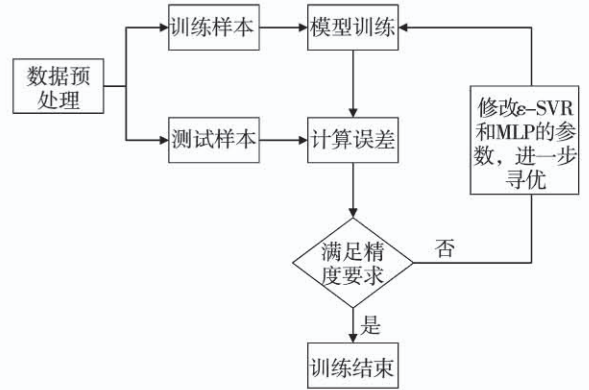 训练样本
模型训练
数据预
处理
修改ε-SVR
和MLP的参
数，进一步
寻优
测试样本
计算误差
满足精
度要求
否
是
训练结束